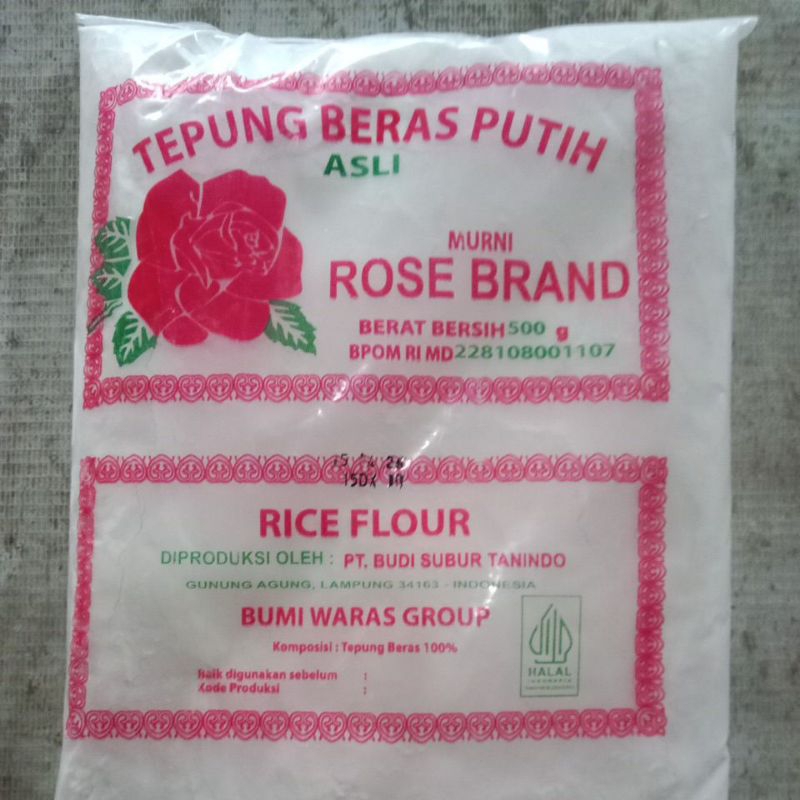 TEPUNG BERAS PUTIH
ASLI
MURNI
ROSE BRAND
BERAT BERSIH 500 g
BPOM RI MD 228108001107
RICE FLOUR
DIPRODUKSI OLEH : PT. BUDI SUBUR TANINDO
GUNUNG AGUNG, LAMPUNG 34163 - INDONESIA
BUMI WARAS GROUP
Komposisi : Tepung Beras 100%
HALAL
INDONESIA
Baik digunakan sebelum :
Kode Produksi :